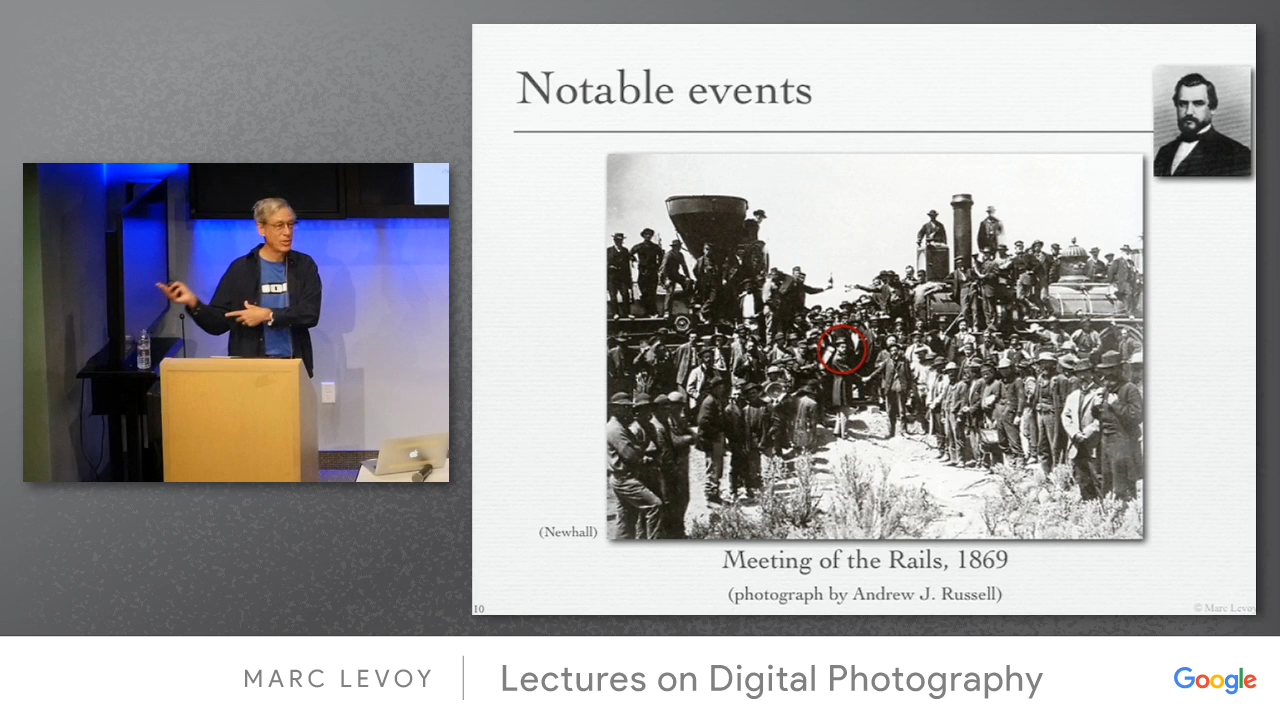 Notable events
(Newhall)
Meeting of the Rails, 1869
(photograph by Andrew J. Russell)
10
© Marc Levoy
MARC LEVOY
Lectures on Digital Photography
Google